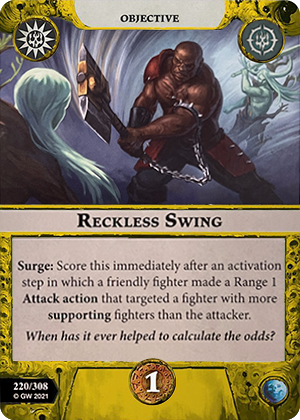 OBJECTIVE
RECKLESS SWING
Surge: Score this immediately after an activation
step in which a friendly fighter made a Range 1
Attack action that targeted a fighter with more
supporting fighters than the attacker.
When has it ever helped to calculate the odds?
220/308
© GW 2021
1